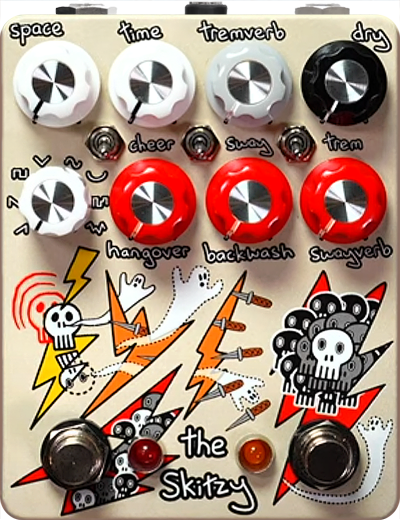 space time tremverb dry
cheer sway trem
hangover backwash swayverb
the
Skitzy